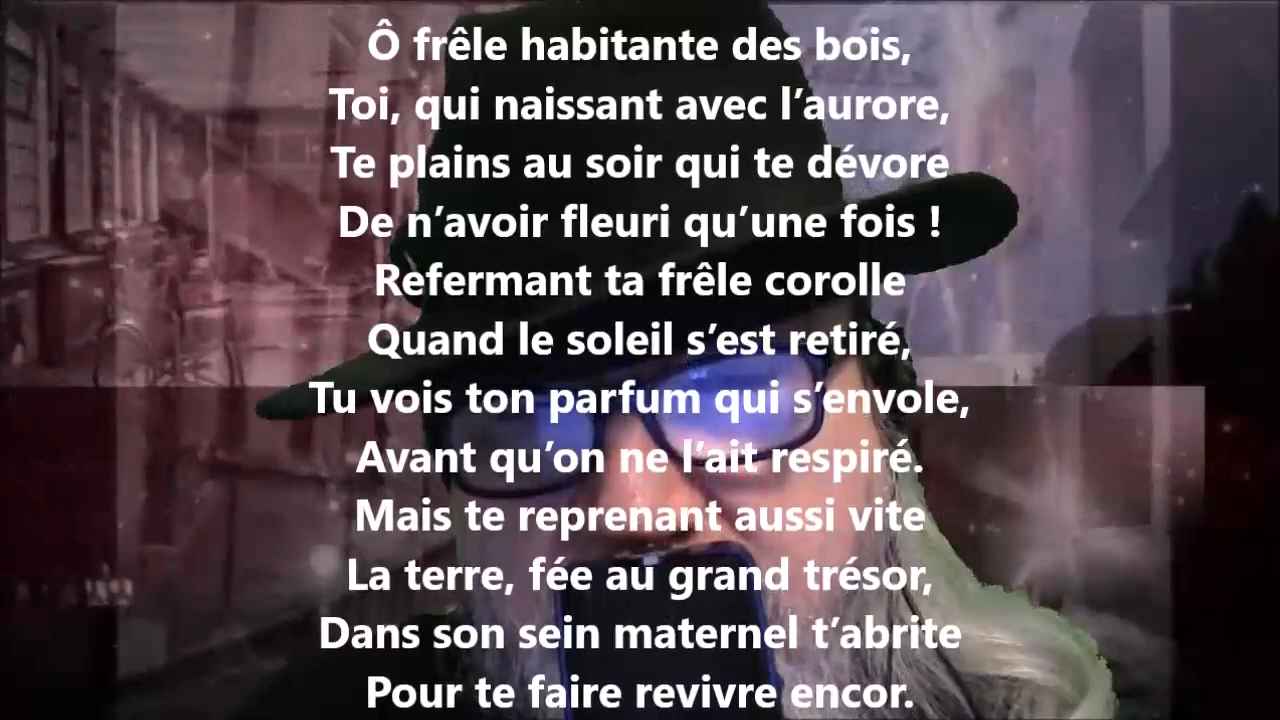 Ô frêle habitante des bois,
Toi, qui naissant avec l’aurore,
Te plains au soir qui te dévore
De n’avoir fleuri qu’une fois !
Refermant ta frêle corolle
Quand le soleil s’est retiré,
Tu vois ton parfum qui s’envole,
Avant qu’on ne l’ait respiré.
Mais te reprenant aussi vite
La terre, fée au grand trésor,
Dans son sein maternel t’abrite
Pour te faire revivre encor.